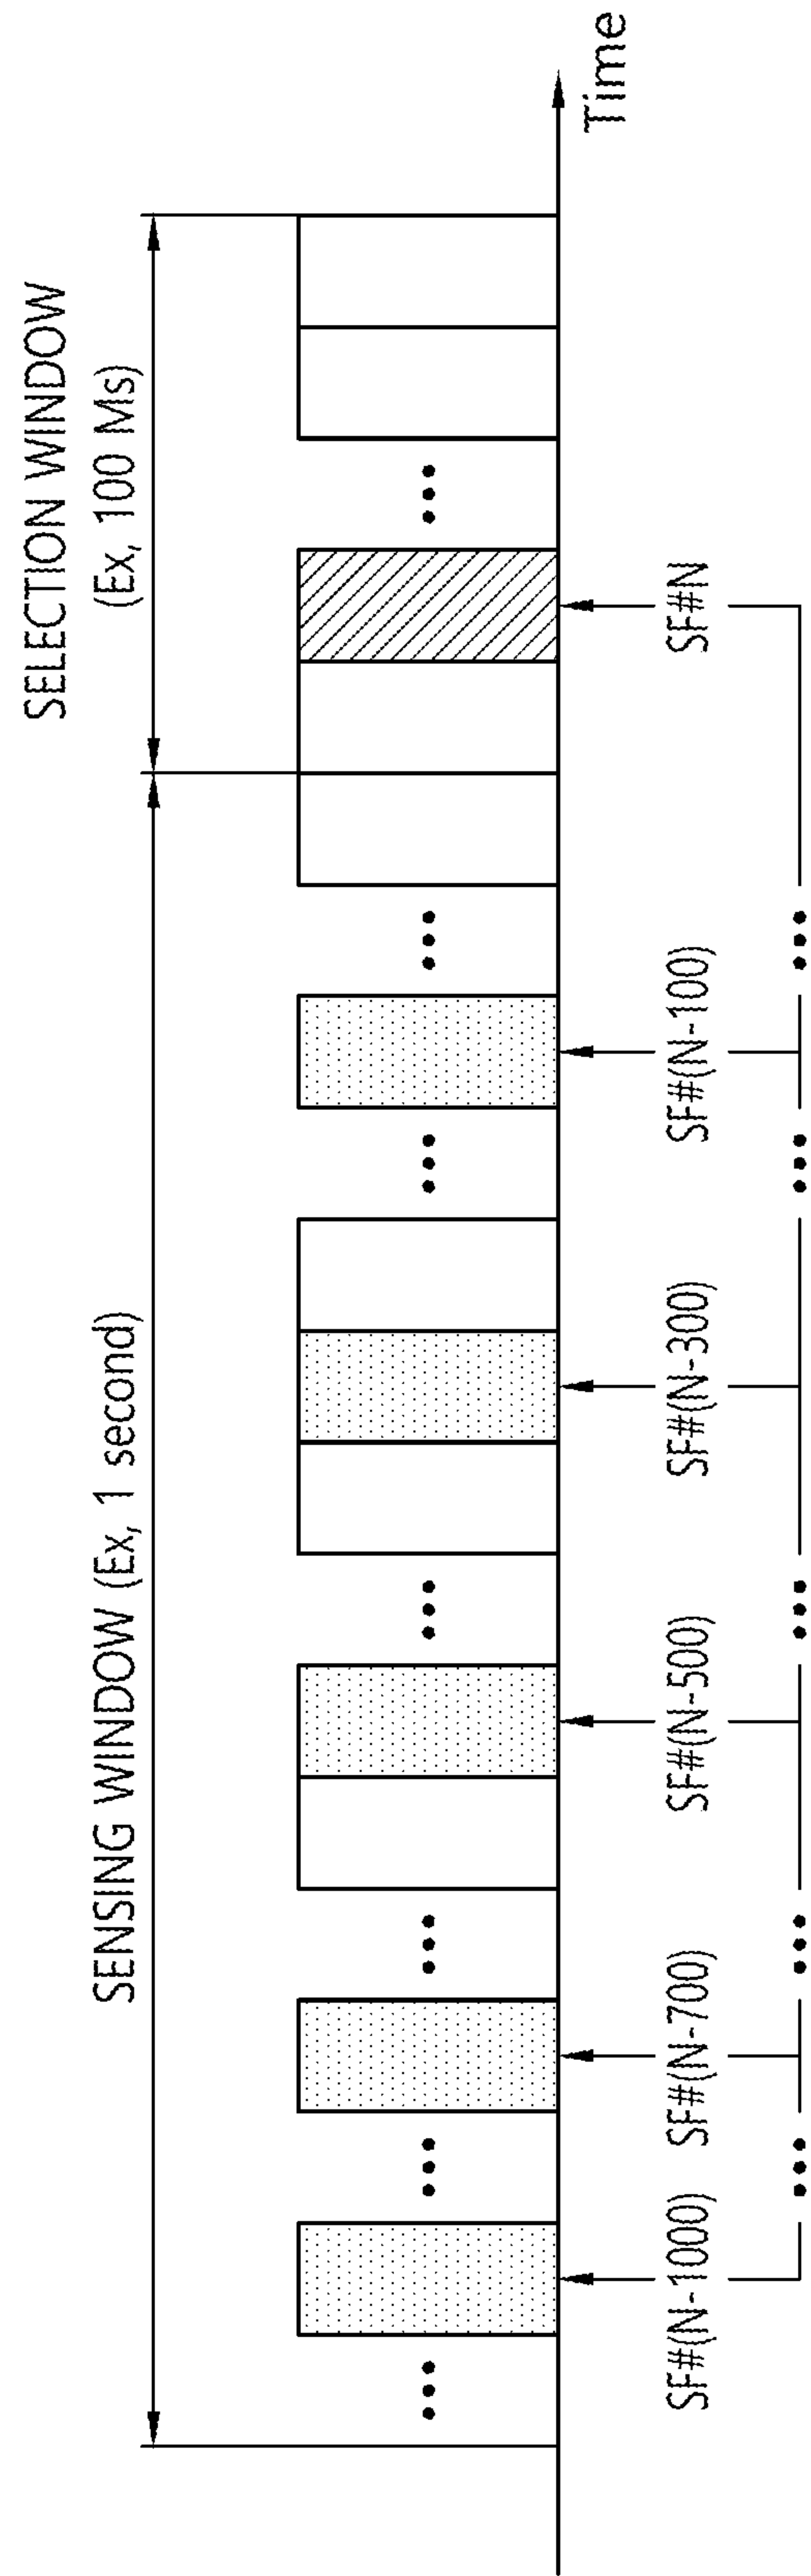 SELECTION WINDOW
(Ex, 100 Ms)
SENSING WINDOW (Ex, 1 second)
Time
SF#(N-1000)
SF#(N-700)
SF#(N-500)
SF#(N-300)
SF#(N-100)
SF#N